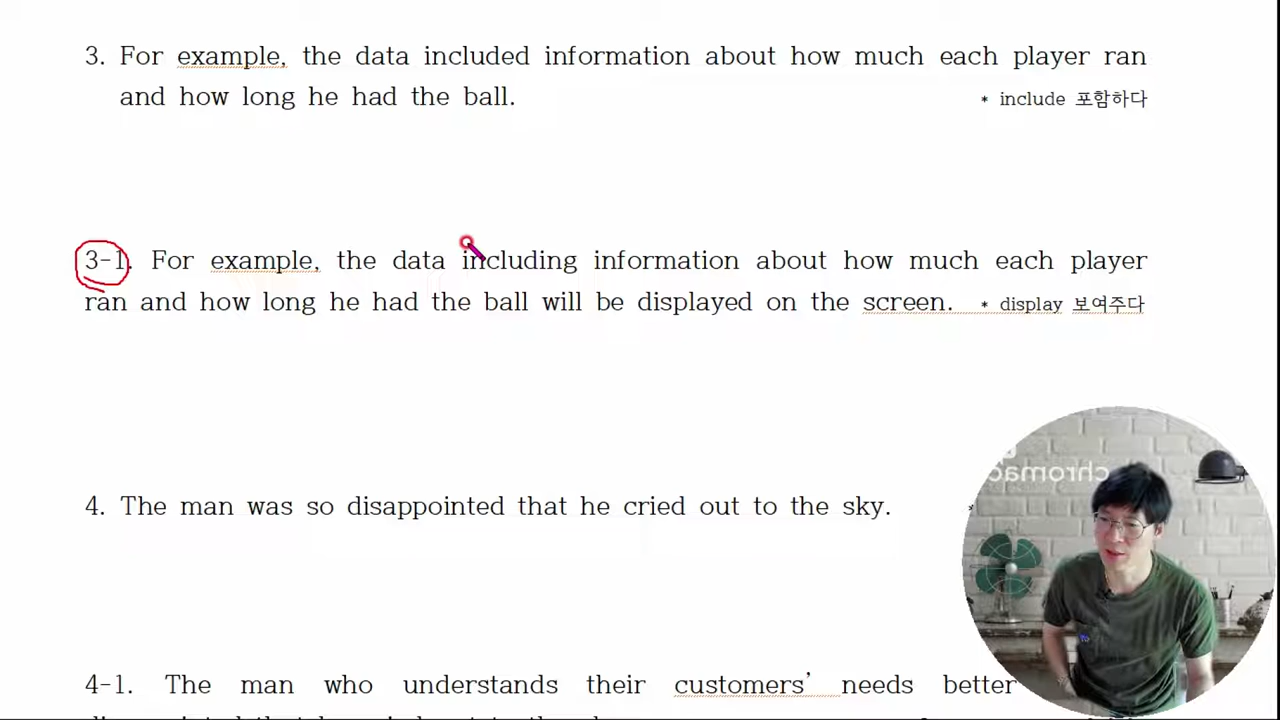 3. For example, the data included information about how much each player ran
and how long he had the ball. * include 포함하다
3-1. For example, the data including information about how much each player
ran and how long he had the ball will be displayed on the screen. * display 보여주다
4. The man was so disappointed that he cried out to the sky. *
chromac
4-1. The man who understands their customers’ needs better